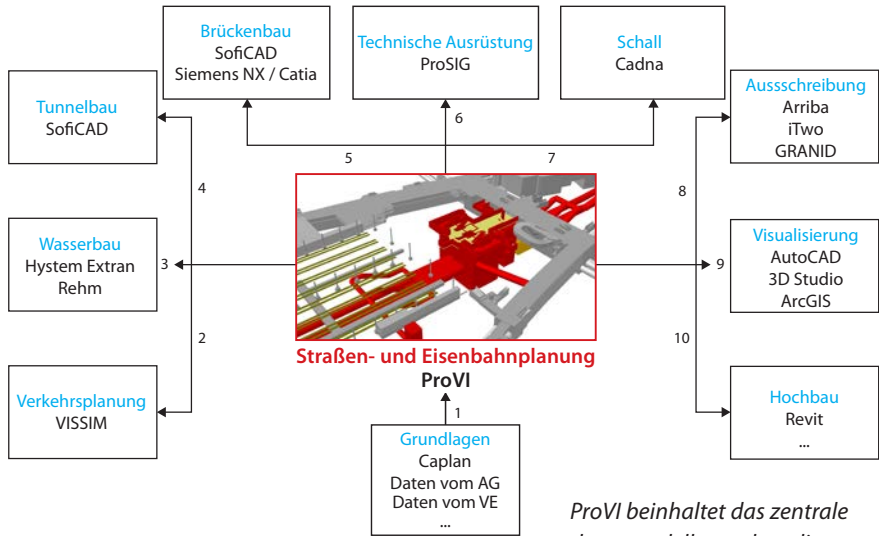 Brückenbau
SofiCAD
Siemens NX / Catia
Technische Ausrüstung
ProSIG
Schall
Cadna
Tunnelbau
SofiCAD
Aussschreibung
Arriba
iTwo
GRANID
6
5
7
4
8
Wasserbau
Hystem Extran
Rehm
3
9
Visualisierung
AutoCAD
3D Studio
ArcGIS
2
10
Straßen- und Eisenbahnplanung
ProVI
Verkehrsplanung
VISSIM
Hochbau
Revit
...
1
Grundlagen
Caplan
Daten vom AG
Daten vom VE
...
ProVI beinhaltet das zentrale